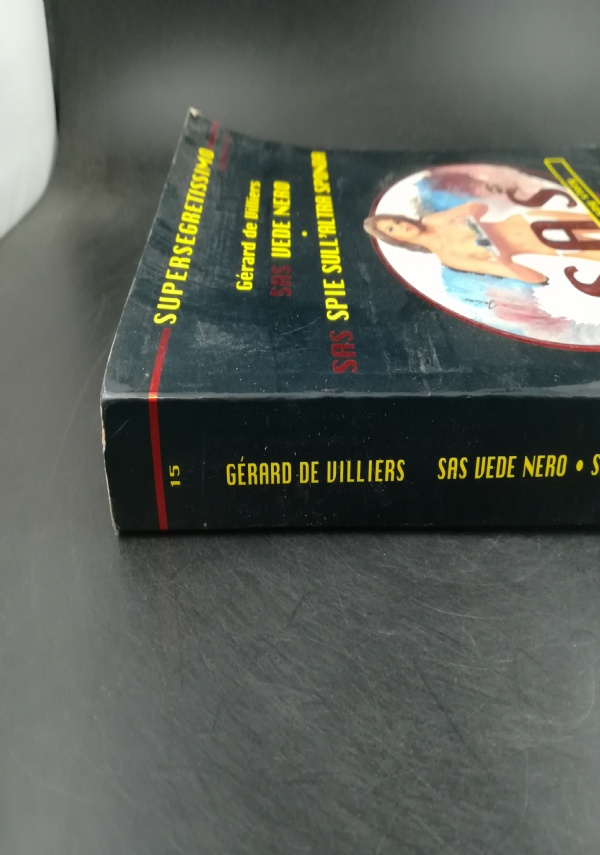 SUPERSEGRETISSIMO
Gérard de Villiers
SAS VEDE NERO
•
SAS SPIE SULL'ALTRA SPONDA
SAS
15
GÉRARD DE VILLIERS SAS VEDE NERO • S